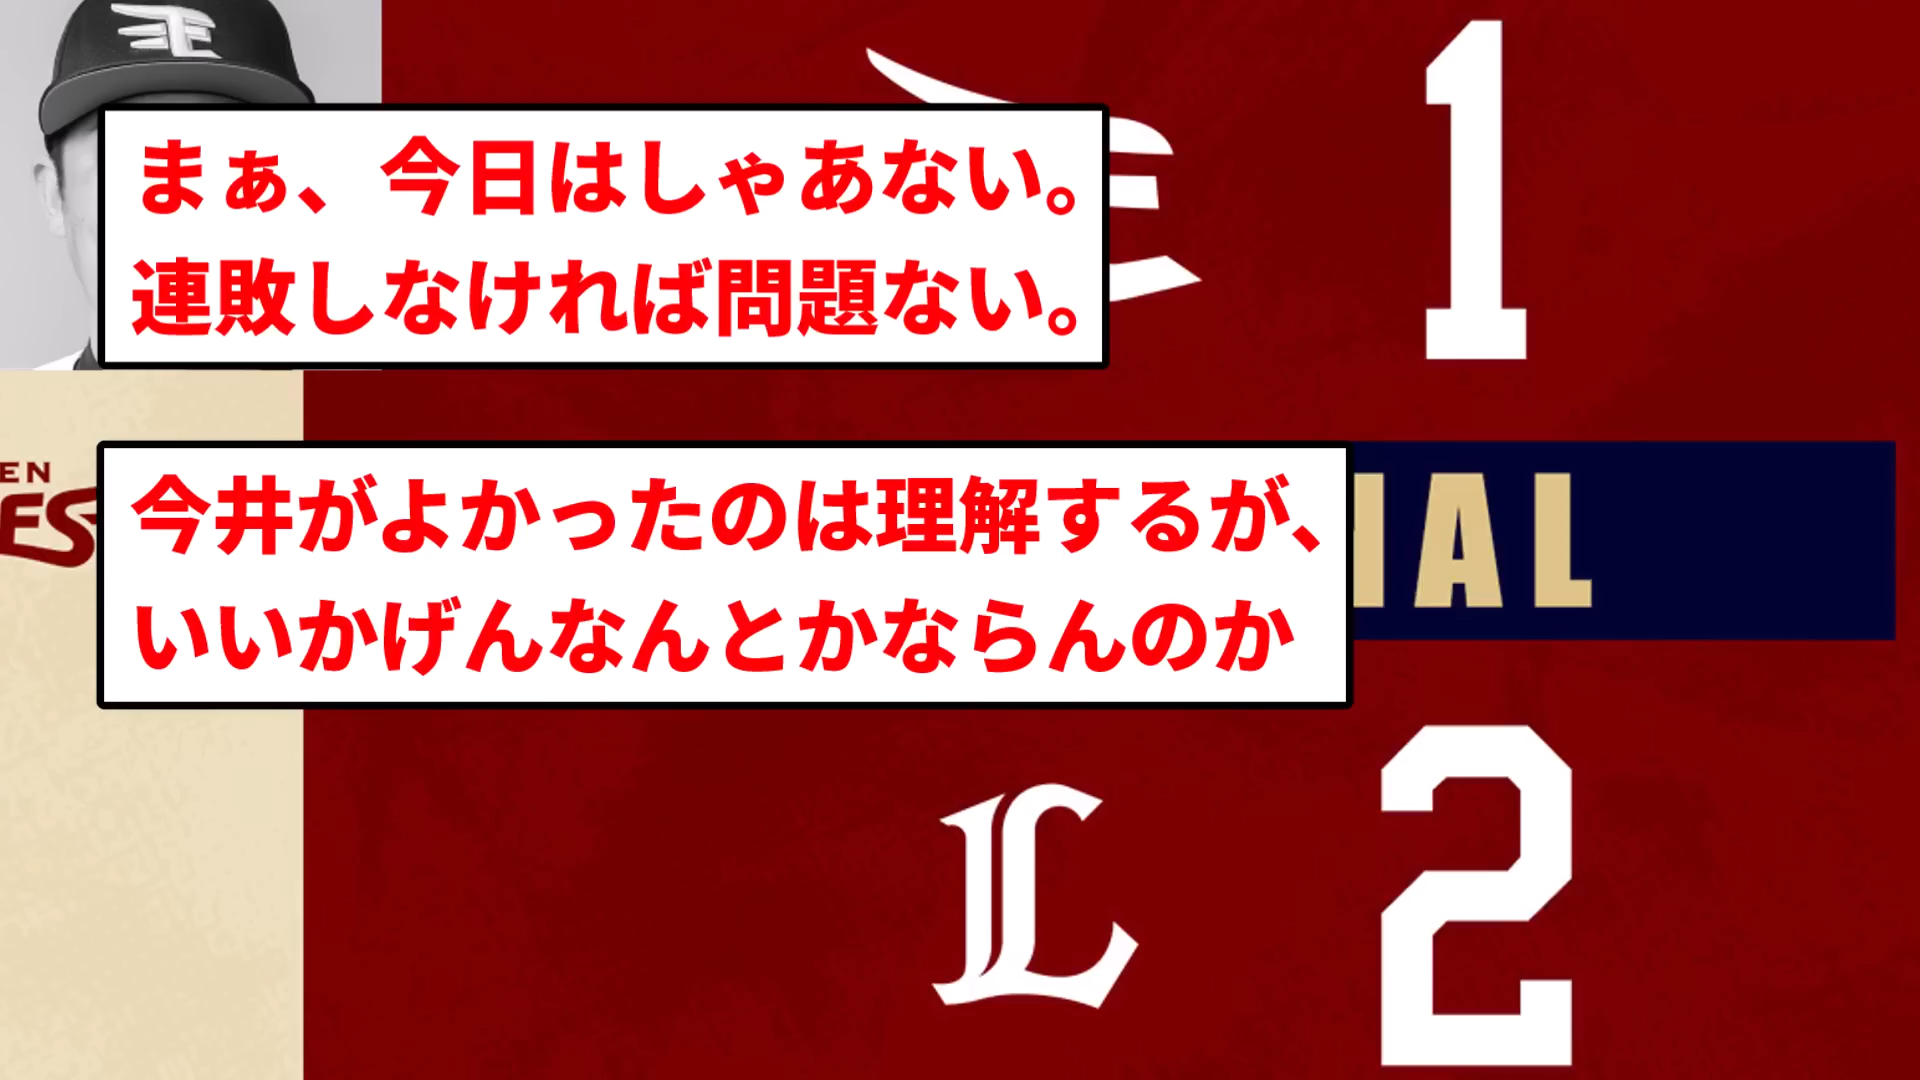 1
まぁ、今日はしゃあない。
連敗しなければ問題ない。
EN
ES
今井がよかったのは理解するが、
いいかげんなんとかならんのか
IAL
L
2